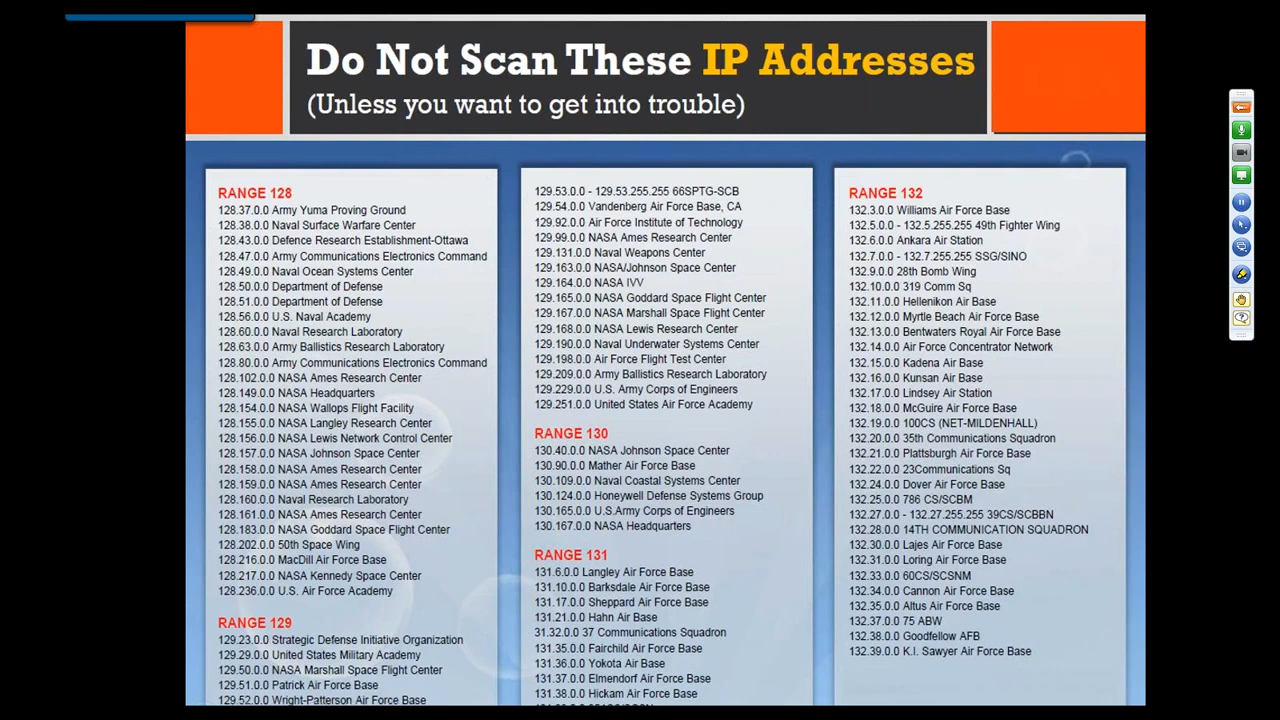 Do Not Scan These IP Addresses
(Unless you want to get into trouble)
RANGE 128
128.37.0.0 Army Yuma Proving Ground
128.38.0.0 Naval Surface Warfare Center
128.43.0.0 Defence Research Establishment-Ottawa
128.47.0.0 Army Communications Electronics Command
128.49.0.0 Naval Ocean Systems Center
128.50.0.0 Department of Defense
128.51.0.0 Department of Defense
128.56.0.0 U.S. Naval Academy
128.60.0.0 Naval Research Laboratory
128.63.0.0 Army Ballistics Research Laboratory
128.80.0.0 Army Communications Electronics Command
128.102.0.0 NASA Ames Research Center
128.149.0.0 NASA Headquarters
128.154.0.0 NASA Wallops Flight Facility
128.155.0.0 NASA Langley Research Center
128.156.0.0 NASA Lewis Network Control Center
128.157.0.0 NASA Johnson Space Center
128.158.0.0 NASA Ames Research Center
128.159.0.0 NASA Ames Research Center
128.160.0.0 Naval Research Laboratory
128.161.0.0 NASA Ames Research Center
128.183.0.0 NASA Goddard Space Flight Center
128.202.0.0 50th Space Wing
128.216.0.0 MacDill Air Force Base
128.217.0.0 NASA Kennedy Space Center
128.236.0.0 U.S. Air Force Academy
RANGE 129
129.23.0.0 Strategic Defense Initiative Organization
129.29.0.0 United States Military Academy
129.50.0.0 NASA Marshall Space Flight Center
129.51.0.0 Patrick Air Force Base
129.52.0.0 Wright-Patterson Air Force Base
129.53.0.0 - 129.53.255.255 66SPTG-SCB
129.54.0.0 Vandenberg Air Force Base, CA
129.92.0.0 Air Force Institute of Technology
129.99.0.0 NASA Ames Research Center
129.131.0.0 Naval Weapons Center
129.163.0.0 NASA/Johnson Space Center
129.164.0.0 NASA IVV
129.165.0.0 NASA Goddard Space Flight Center
129.167.0.0 NASA Marshall Space Flight Center
129.168.0.0 NASA Lewis Research Center
129.190.0.0 Naval Underwater Systems Center
129.198.0.0 Air Force Flight Test Center
129.209.0.0 Army Ballistics Research Laboratory
129.229.0.0 U.S. Army Corps of Engineers
129.251.0.0 United States Air Force Academy
RANGE 130
130.40.0.0 NASA Johnson Space Center
130.90.0.0 Mather Air Force Base
130.109.0.0 Naval Coastal Systems Center
130.124.0.0 Honeywell Defense Systems Group
130.165.0.0 U.S.Army Corps of Engineers
130.167.0.0 NASA Headquarters
RANGE 131
131.6.0.0 Langley Air Force Base
131.10.0.0 Barksdale Air Force Base
131.17.0.0 Sheppard Air Force Base
131.21.0.0 Hahn Air Base
31.32.0.0 37 Communications Squadron
131.35.0.0 Fairchild Air Force Base
131.36.0.0 Yokota Air Base
131.37.0.0 Elmendorf Air Force Base
131.38.0.0 Hickam Air Force Base
RANGE 132
132.3.0.0 Williams Air Force Base
132.5.0.0 - 132.5.255.255 49th Fighter Wing
132.6.0.0 Ankara Air Station
132.7.0.0 - 132.7.255.255 SSG/SINO
132.9.0.0 28th Bomb Wing
132.10.0.0 319 Comm Sq
132.11.0.0 Hellenikon Air Base
132.12.0.0 Myrtle Beach Air Force Base
132.13.0.0 Bentwaters Royal Air Force Base
132.14.0.0 Air Force Concentrator Network
132.15.0.0 Kadena Air Base
132.16.0.0 Kunsan Air Base
132.17.0.0 Lindsey Air Station
132.18.0.0 McGuire Air Force Base
132.19.0.0 100CS (NET-MILDENHALL)
132.20.0.0 35th Communications Squadron
132.21.0.0 Plattsburgh Air Force Base
132.22.0.0 23Communications Sq
132.24.0.0 Dover Air Force Base
132.25.0.0 786 CS/SCBM
132.27.0.0 - 132.27.255.255 39CS/SCBBN
132.28.0.0 14TH COMMUNICATION SQUADRON
132.30.0.0 Lajes Air Force Base
132.31.0.0 Loring Air Force Base
132.33.0.0 60CS/SCSNM
132.34.0.0 Cannon Air Force Base
132.35.0.0 Altus Air Force Base
132.37.0.0 75 ABW
132.38.0.0 Goodfellow AFB
132.39.0.0 K.I. Sawyer Air Force Base